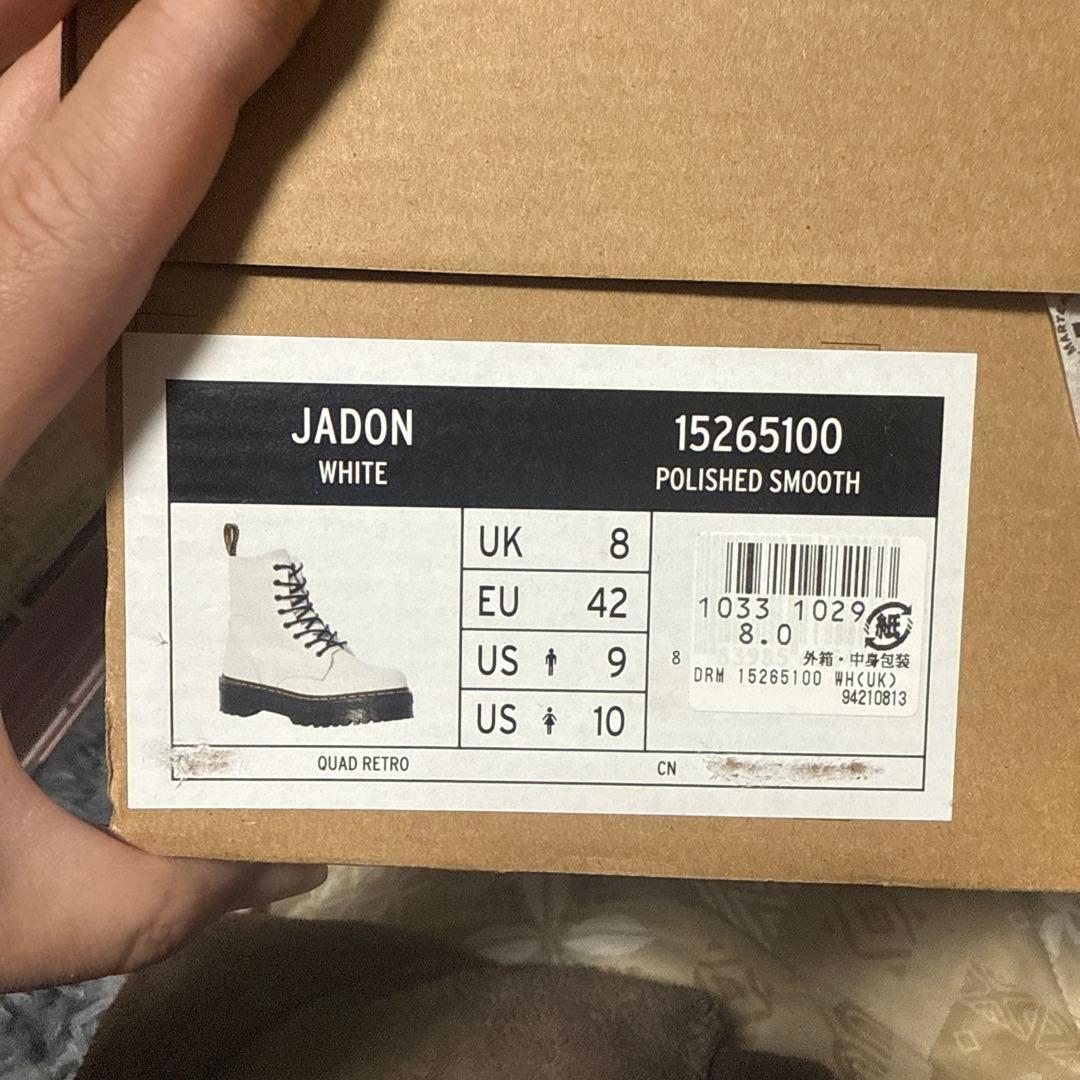 MART
JADON
WHITE
15265100
POLISHED SMOOTH
UK 8
EU 42
US 9
US 10
1033 1029
8.0
紙
外箱・中身包装
8
DRM 15265100 WH(UK)
94210813
QUAD RETRO
CN